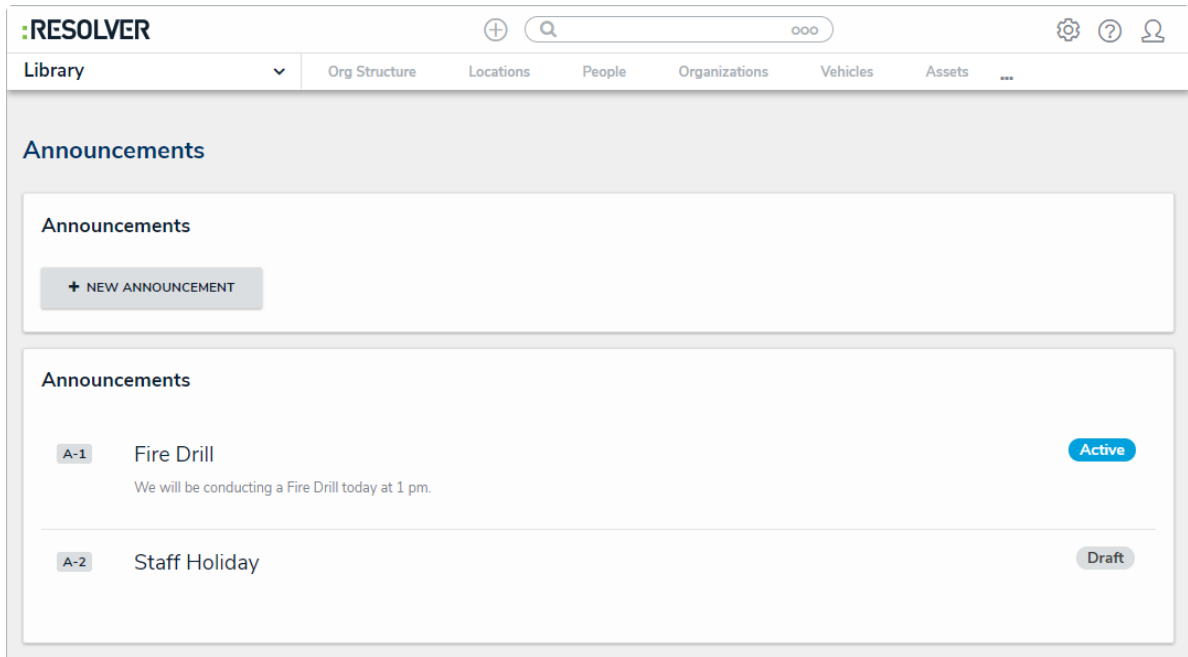 :RESOLVER
ooo
Library Org Structure Locations People Organizations Vehicles Assets ...
Announcements
Announcements
+ NEW ANNOUNCEMENT
Announcements
A-1 Fire Drill Active
We will be conducting a Fire Drill today at 1 pm.
A-2 Staff Holiday Draft